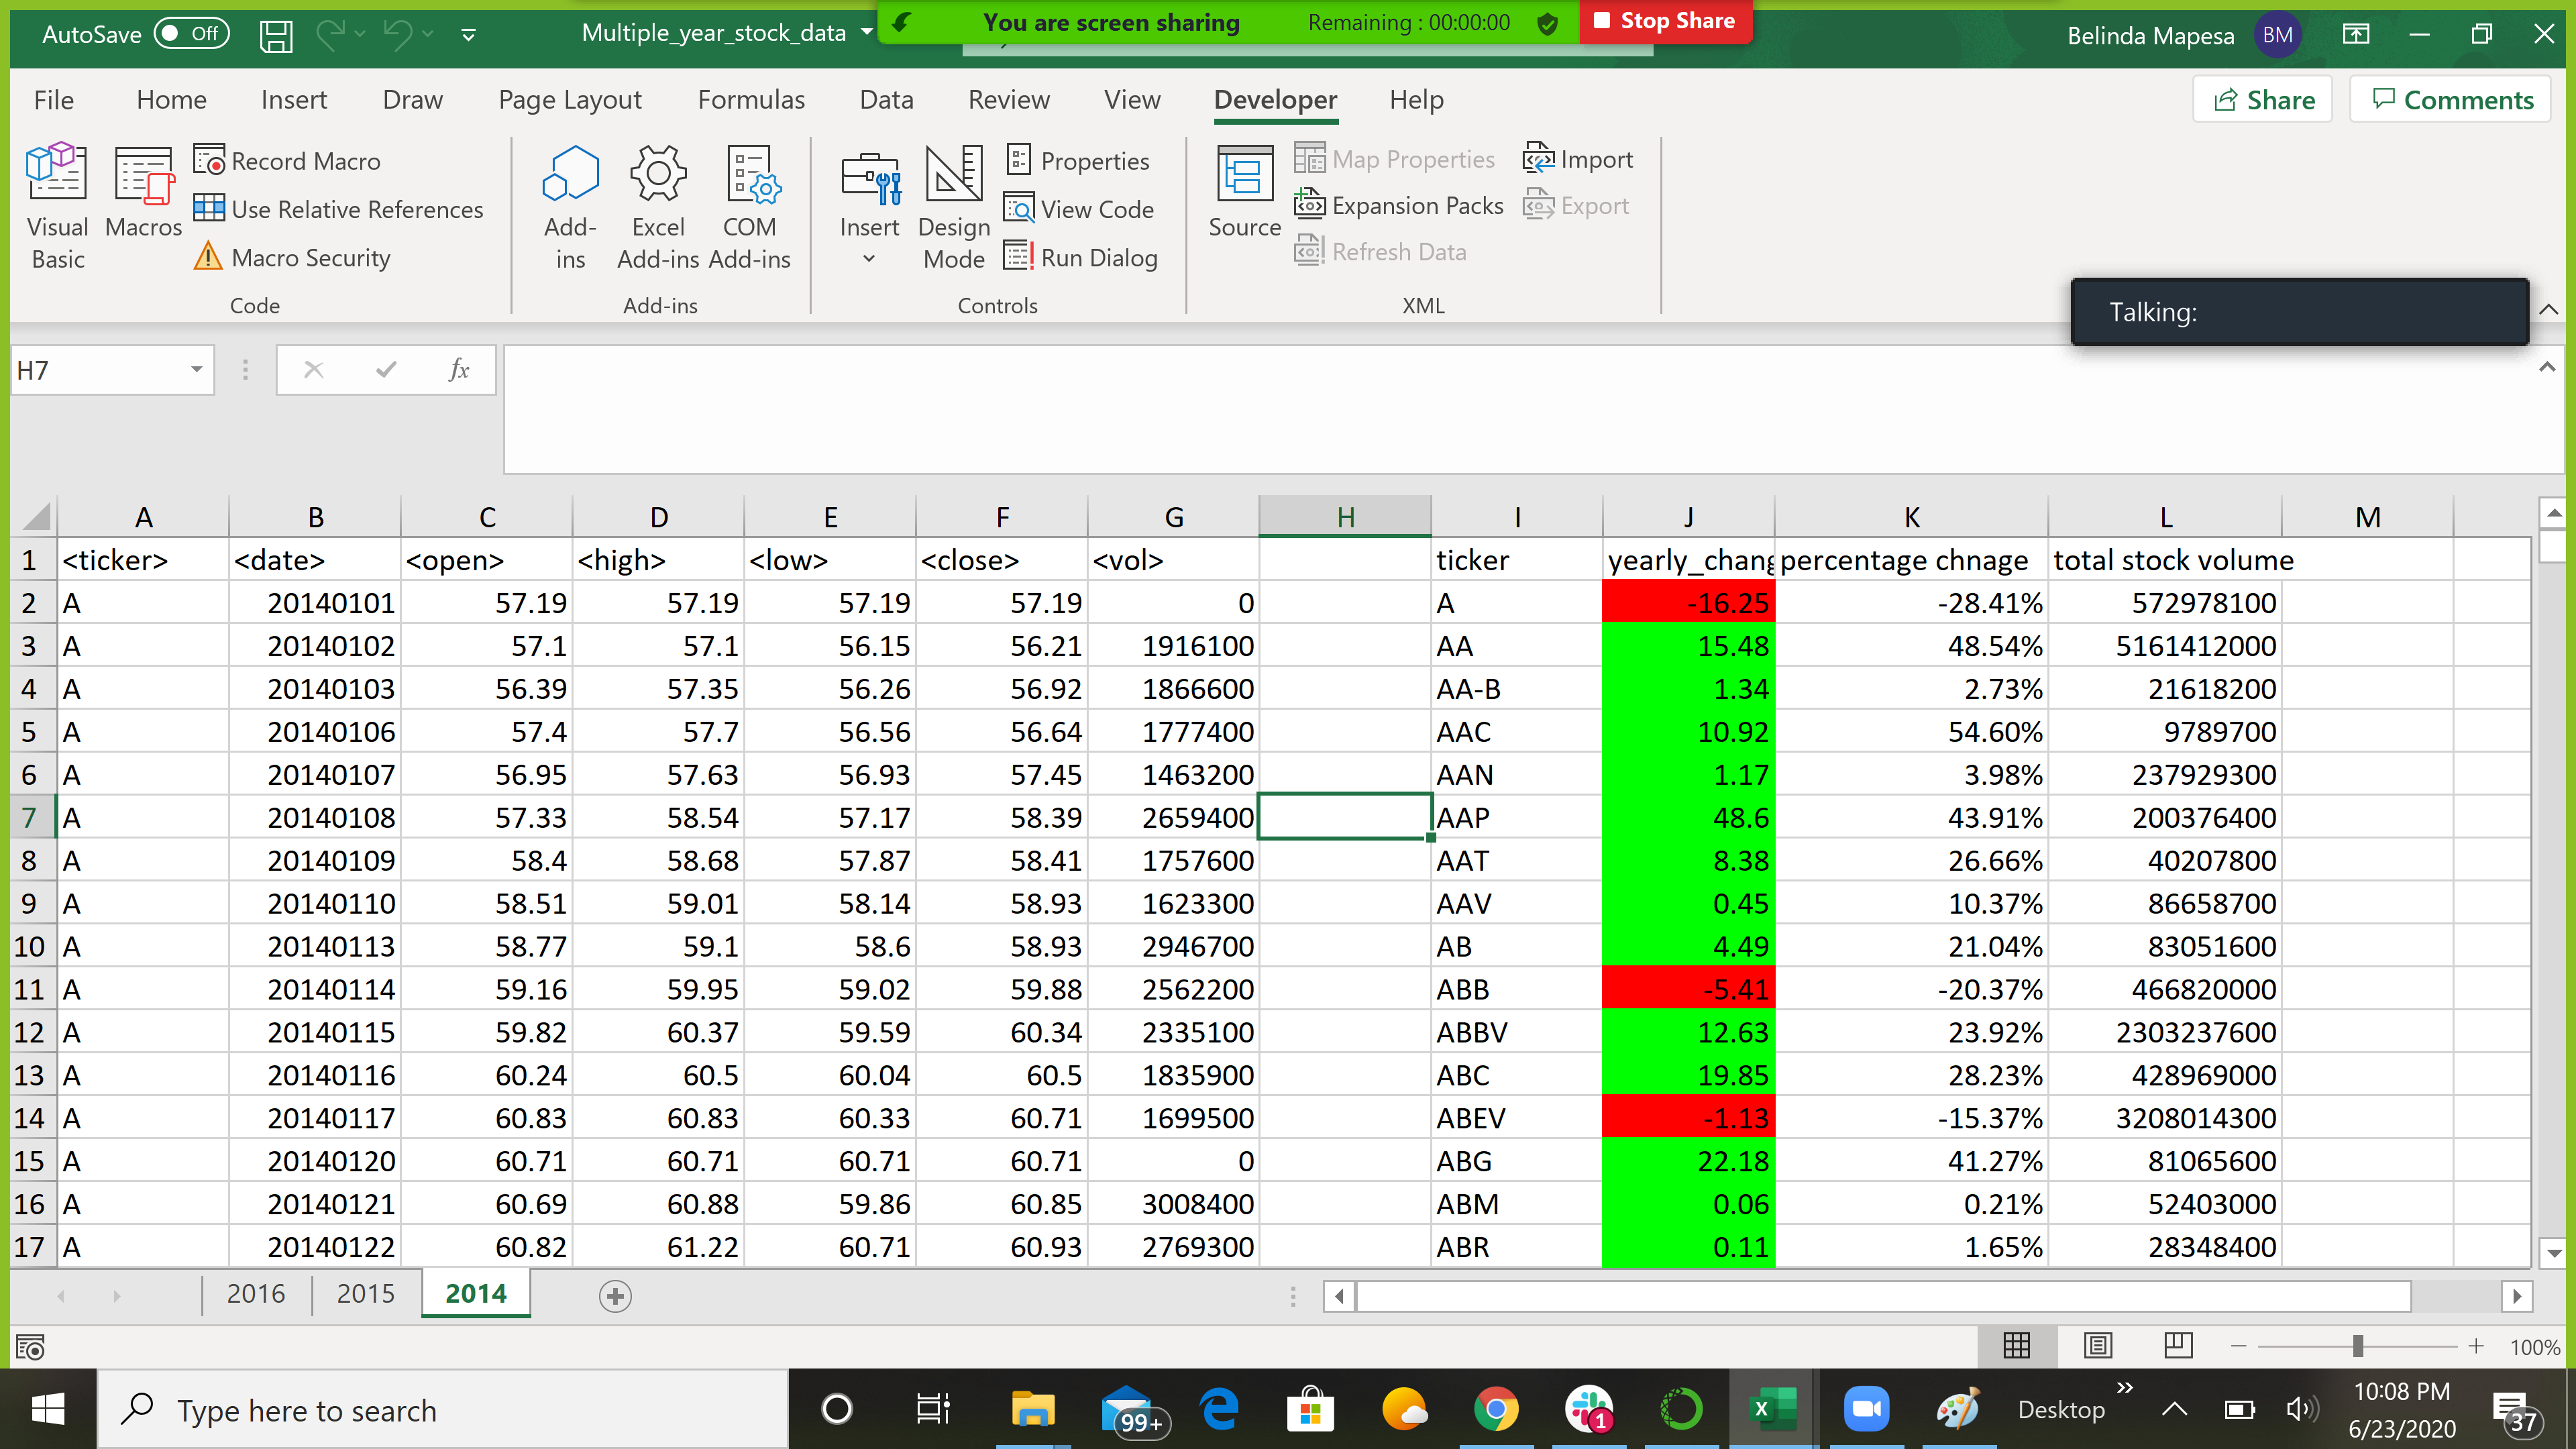 AutoSave Off Multiple_year_stock_data You are screen sharing Remaining : 00:00:00 Stop Share Belinda Mapesa BM
File Home Insert Draw Page Layout Formulas Data Review View Developer Help Share Comments
Visual Basic Macros Record Macro Use Relative References Macro Security
Add-ins Excel Add-ins COM Add-ins
Insert Design Mode Properties View Code Run Dialog
Source Map Properties Expansion Packs Refresh Data Import Export
Code Add-ins Controls XML
Talking:
H7 fx
A B C D E F G H I J K L M
1 <ticker> <date> <open> <high> <low> <close> <vol> ticker yearly_chang percentage chnage total stock volume
2 A 20140101 57.19 57.19 57.19 57.19 0 A -16.25 -28.41% 572978100
3 A 20140102 57.1 57.1 56.15 56.21 1916100 AA 15.48 48.54% 5161412000
4 A 20140103 56.39 57.35 56.26 56.92 1866600 AA-B 1.34 2.73% 21618200
5 A 20140106 57.4 57.7 56.56 56.64 1777400 AAC 10.92 54.60% 9789700
6 A 20140107 56.95 57.63 56.93 57.45 1463200 AAN 1.17 3.98% 237929300
7 A 20140108 57.33 58.54 57.17 58.39 2659400 AAP 48.6 43.91% 200376400
8 A 20140109 58.4 58.68 57.87 58.41 1757600 AAT 8.38 26.66% 40207800
9 A 20140110 58.51 59.01 58.14 58.93 1623300 AAV 0.45 10.37% 86658700
10 A 20140113 58.77 59.1 58.6 58.93 2946700 AB 4.49 21.04% 83051600
11 A 20140114 59.16 59.95 59.02 59.88 2562200 ABB -5.41 -20.37% 466820000
12 A 20140115 59.82 60.37 59.59 60.34 2335100 ABBV 12.63 23.92% 2303237600
13 A 20140116 60.24 60.5 60.04 60.5 1835900 ABC 19.85 28.23% 428969000
14 A 20140117 60.83 60.83 60.33 60.71 1699500 ABEV -1.13 -15.37% 3208014300
15 A 20140120 60.71 60.71 60.71 60.71 0 ABG 22.18 41.27% 81065600
16 A 20140121 60.69 60.88 59.86 60.85 3008400 ABM 0.06 0.21% 52403000
17 A 20140122 60.82 61.22 60.71 60.93 2769300 ABR 0.11 1.65% 28348400
2016 2015 2014
100%
Type here to search 99+ 1 Desktop 10:08 PM 37
6/23/2020